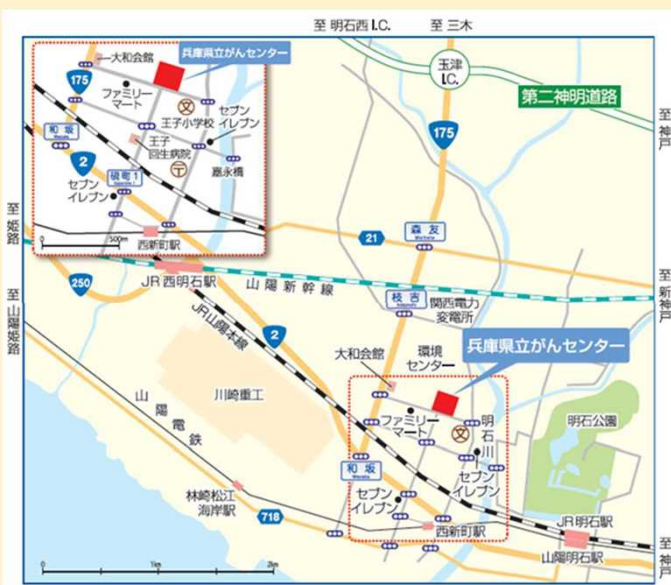 至 明石西 I.C.
至 三木
大和会館
兵庫県立がんセンター
175
ファミリー
マート
王子小学校
セブン
イレブン
和坂
2
王子
回生病院
嘉永橋
硯町1
セブン
イレブン
0
500m
西新町駅
玉津
I.C.
第二神明道路
至 神戸
175
至 姫路
21
森友
250
JR 西明石駅
山陽新幹線
至 新神戸
枝吉
関西電力
変電所
至 山陽姫路
JR山陽本線
2
兵庫県立がんセンター
大和会館
環境
センター
川崎重工
山陽電鉄
ファミリー
マート
明石川
明石公園
和坂
セブン
イレブン
セブン
イレブン
林崎松江
海岸駅
718
西新町駅
JR明石駅
山陽明石駅
至 神戸
0
1km
2km